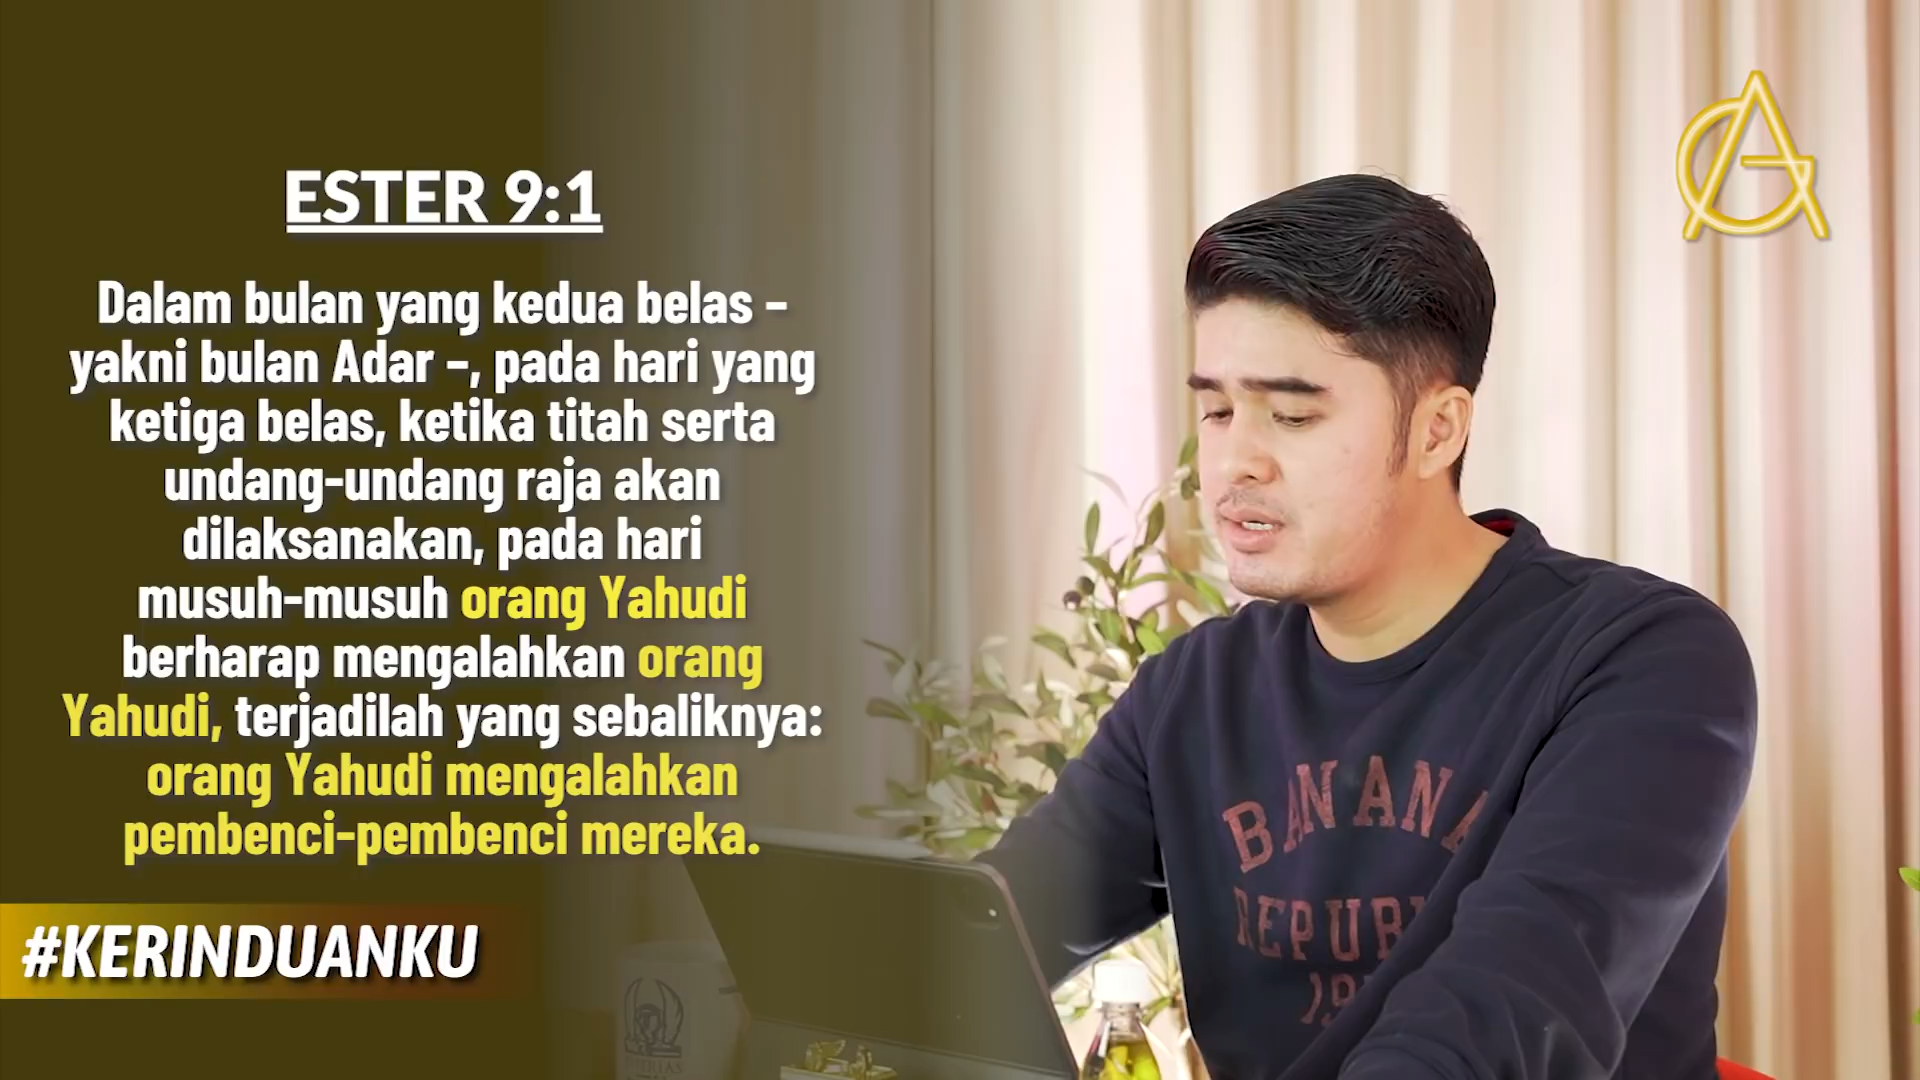 ESTER 9:1
Dalam bulan yang kedua belas –
yakni bulan Adar –, pada hari yang
ketiga belas, ketika titah serta
undang-undang raja akan
dilaksanakan, pada hari
musuh-musuh orang Yahudi
berharap mengalahkan orang
Yahudi, terjadilah yang sebaliknya:
orang Yahudi mengalahkan
pembenci-pembenci mereka.
#KERINDUANKU
BANANA